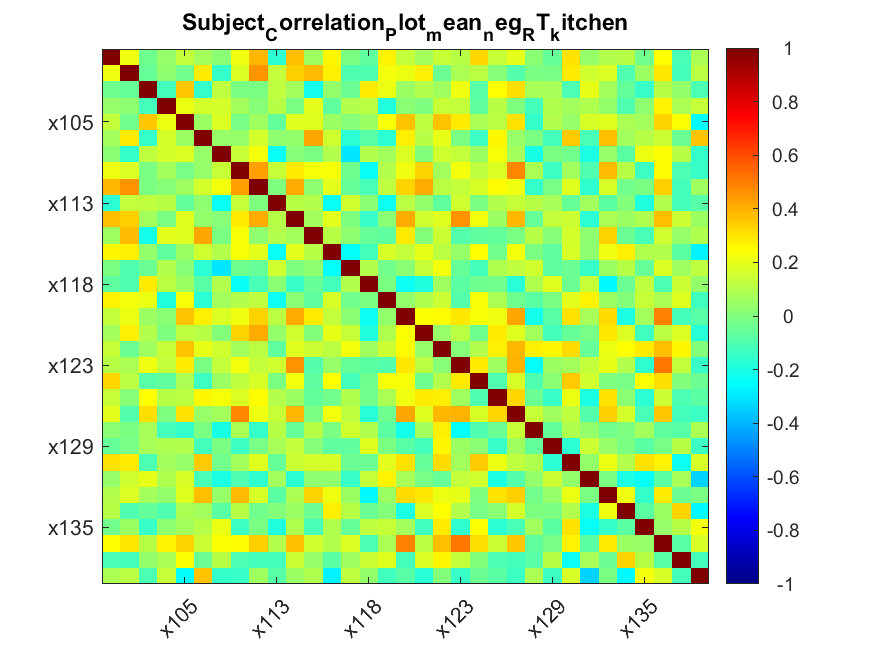 Subject_Correlation_Plot_mean_neg_RT_kitchen
x105
x113
x118
x123
x129
x135
x105
x113
x118
x123
x129
x135
1
0.8
0.6
0.4
0.2
0
-0.2
-0.4
-0.6
-0.8
-1